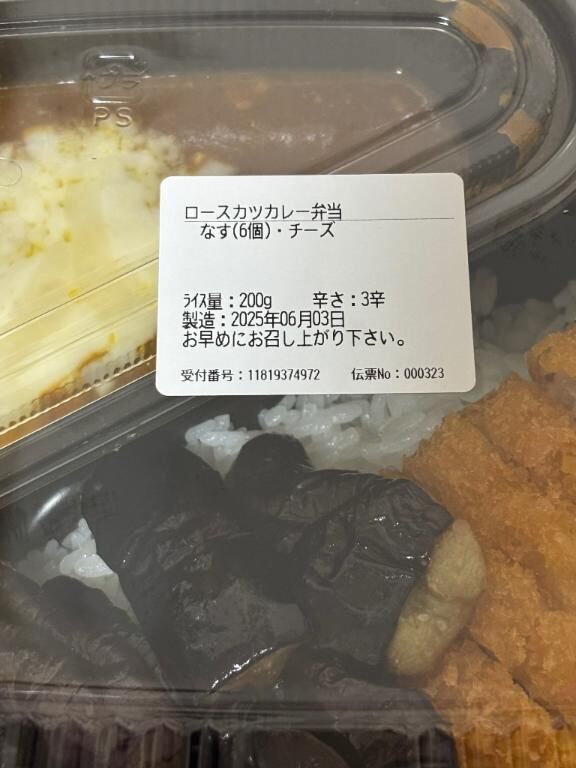 PS
ロースカツカレー弁当
なす(6個)・チーズ
ﾗｲｽ量：200g 辛さ：3辛
製造：2025年06月03日
お早めにお召し上がり下さい。
受付番号：11819374972 伝票No：000323